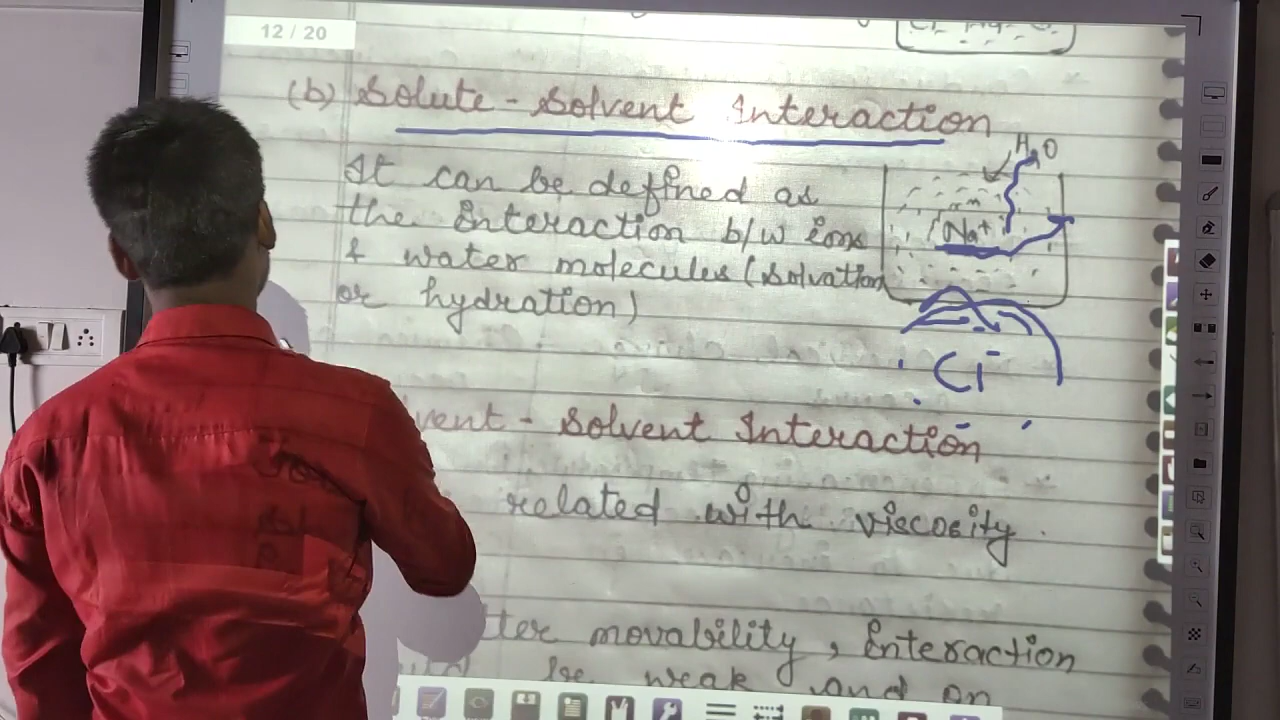 12 / 20
(b) Solute - Solvent Interaction
H2O
It can be defined as
the interaction b/w ions
Na+
& water molecules (solvation
or hydration)
Cl-
vent - Solvent Interaction
related with viscosity.
ter movability, interaction
be weak and on